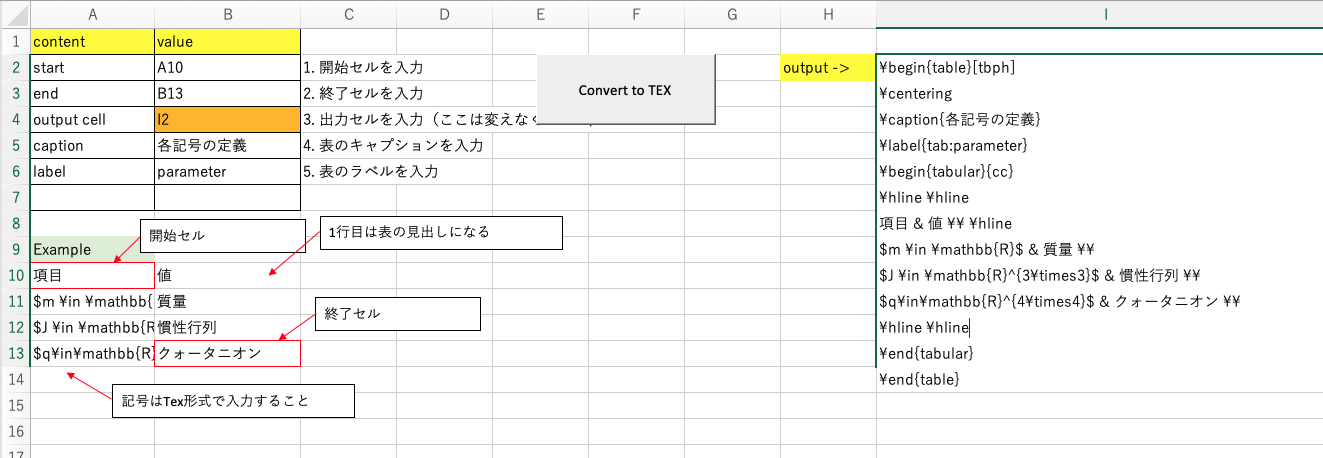 A B C D E F G H I
1 content value
2 start A10 1. 開始セルを入力 output -> ¥begin{table}[tbph]
Convert to TEX
3 end B13 2. 終了セルを入力 ¥centering
4 output cell I2 3. 出力セルを入力（ここは変えなく ¥caption{各記号の定義}
5 caption 各記号の定義 4. 表のキャプションを入力 ¥label{tab:parameter}
6 label parameter 5. 表のラベルを入力 ¥begin{tabular}{cc}
7 ¥hline ¥hline
8 項目 & 値 ¥¥ ¥hline
開始セル 1行目は表の見出しになる
9 Example $m ¥in ¥mathbb{R}$ & 質量 ¥¥
10 項目 値 $J ¥in ¥mathbb{R}^{3¥times3}$ & 慣性行列 ¥¥
11 $m ¥in ¥mathbb{ 質量 $q¥in¥mathbb{R}^{4¥times4}$ & クォータニオン ¥¥
終了セル
12 $J ¥in ¥mathbb{R 慣性行列 ¥hline ¥hline
13 $q¥in¥mathbb{R} クォータニオン ¥end{tabular}
14 ¥end{table}
記号はTex形式で入力すること
15
16
17